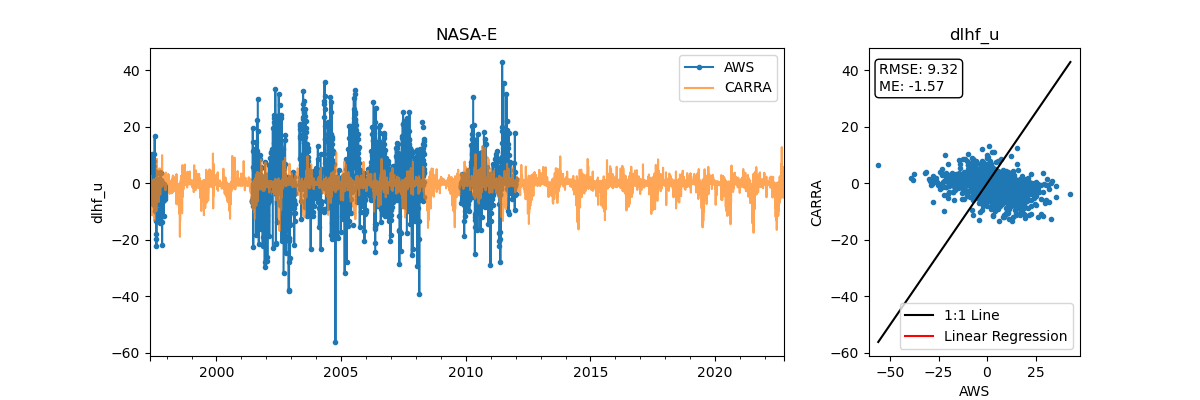 NASA-E
dlhf_u
40
20
0
−20
−40
−60
dlhf_u
2000
2005
2010
2015
2020
AWS
CARRA
40
20
0
−20
−40
−60
CARRA
−50
−25
0
25
AWS
RMSE: 9.32
ME: -1.57
1:1 Line
Linear Regression